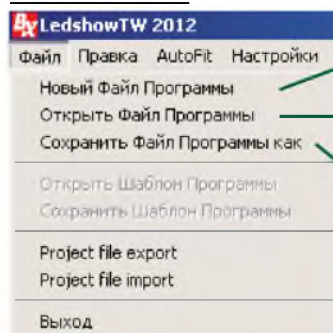 BX LedshowTW 2012
Файл Правка AutoFit Настройки
Новый Файл Программы
Открыть Файл Программы
Сохранить Файл Программы как
Открыть Шаблон Программы
Сохранить Шаблон Программы
Project file export
Project file import
Выход